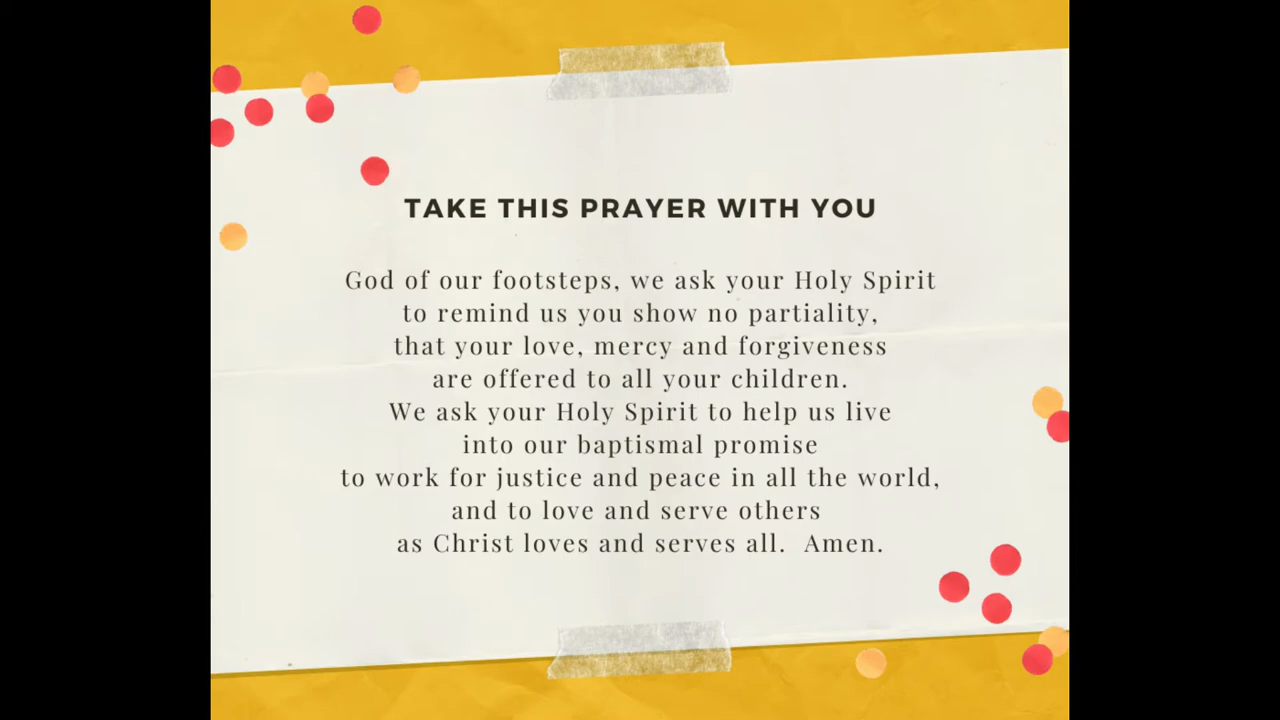 TAKE THIS PRAYER WITH YOU
God of our footsteps, we ask your Holy Spirit
to remind us you show no partiality,
that your love, mercy and forgiveness
are offered to all your children.
We ask your Holy Spirit to help us live
into our baptismal promise
to work for justice and peace in all the world,
and to love and serve others
as Christ loves and serves all.  Amen.